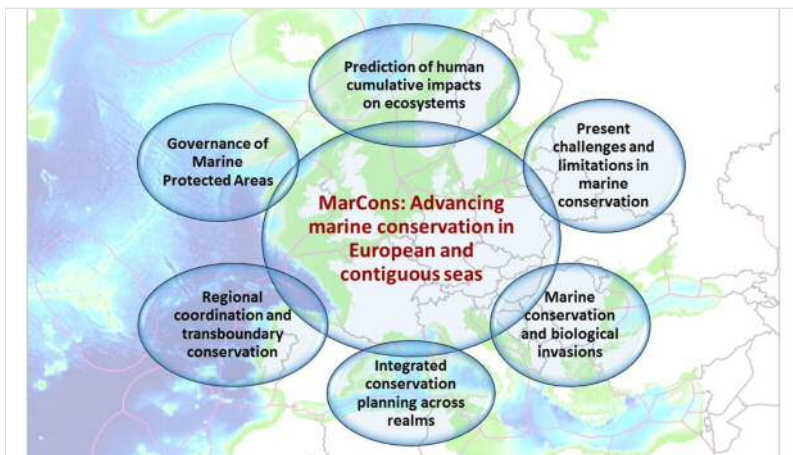 Prediction of human
cumulative impacts
on ecosystems
Governance of
Marine
Protected Areas
Present
challenges and
limitations in
marine
conservation
MarCons: Advancing
marine conservation in
European and
contiguous seas
Regional
coordination and
transboundary
conservation
Marine
conservation
and biological
invasions
Integrated
conservation
planning across
realms